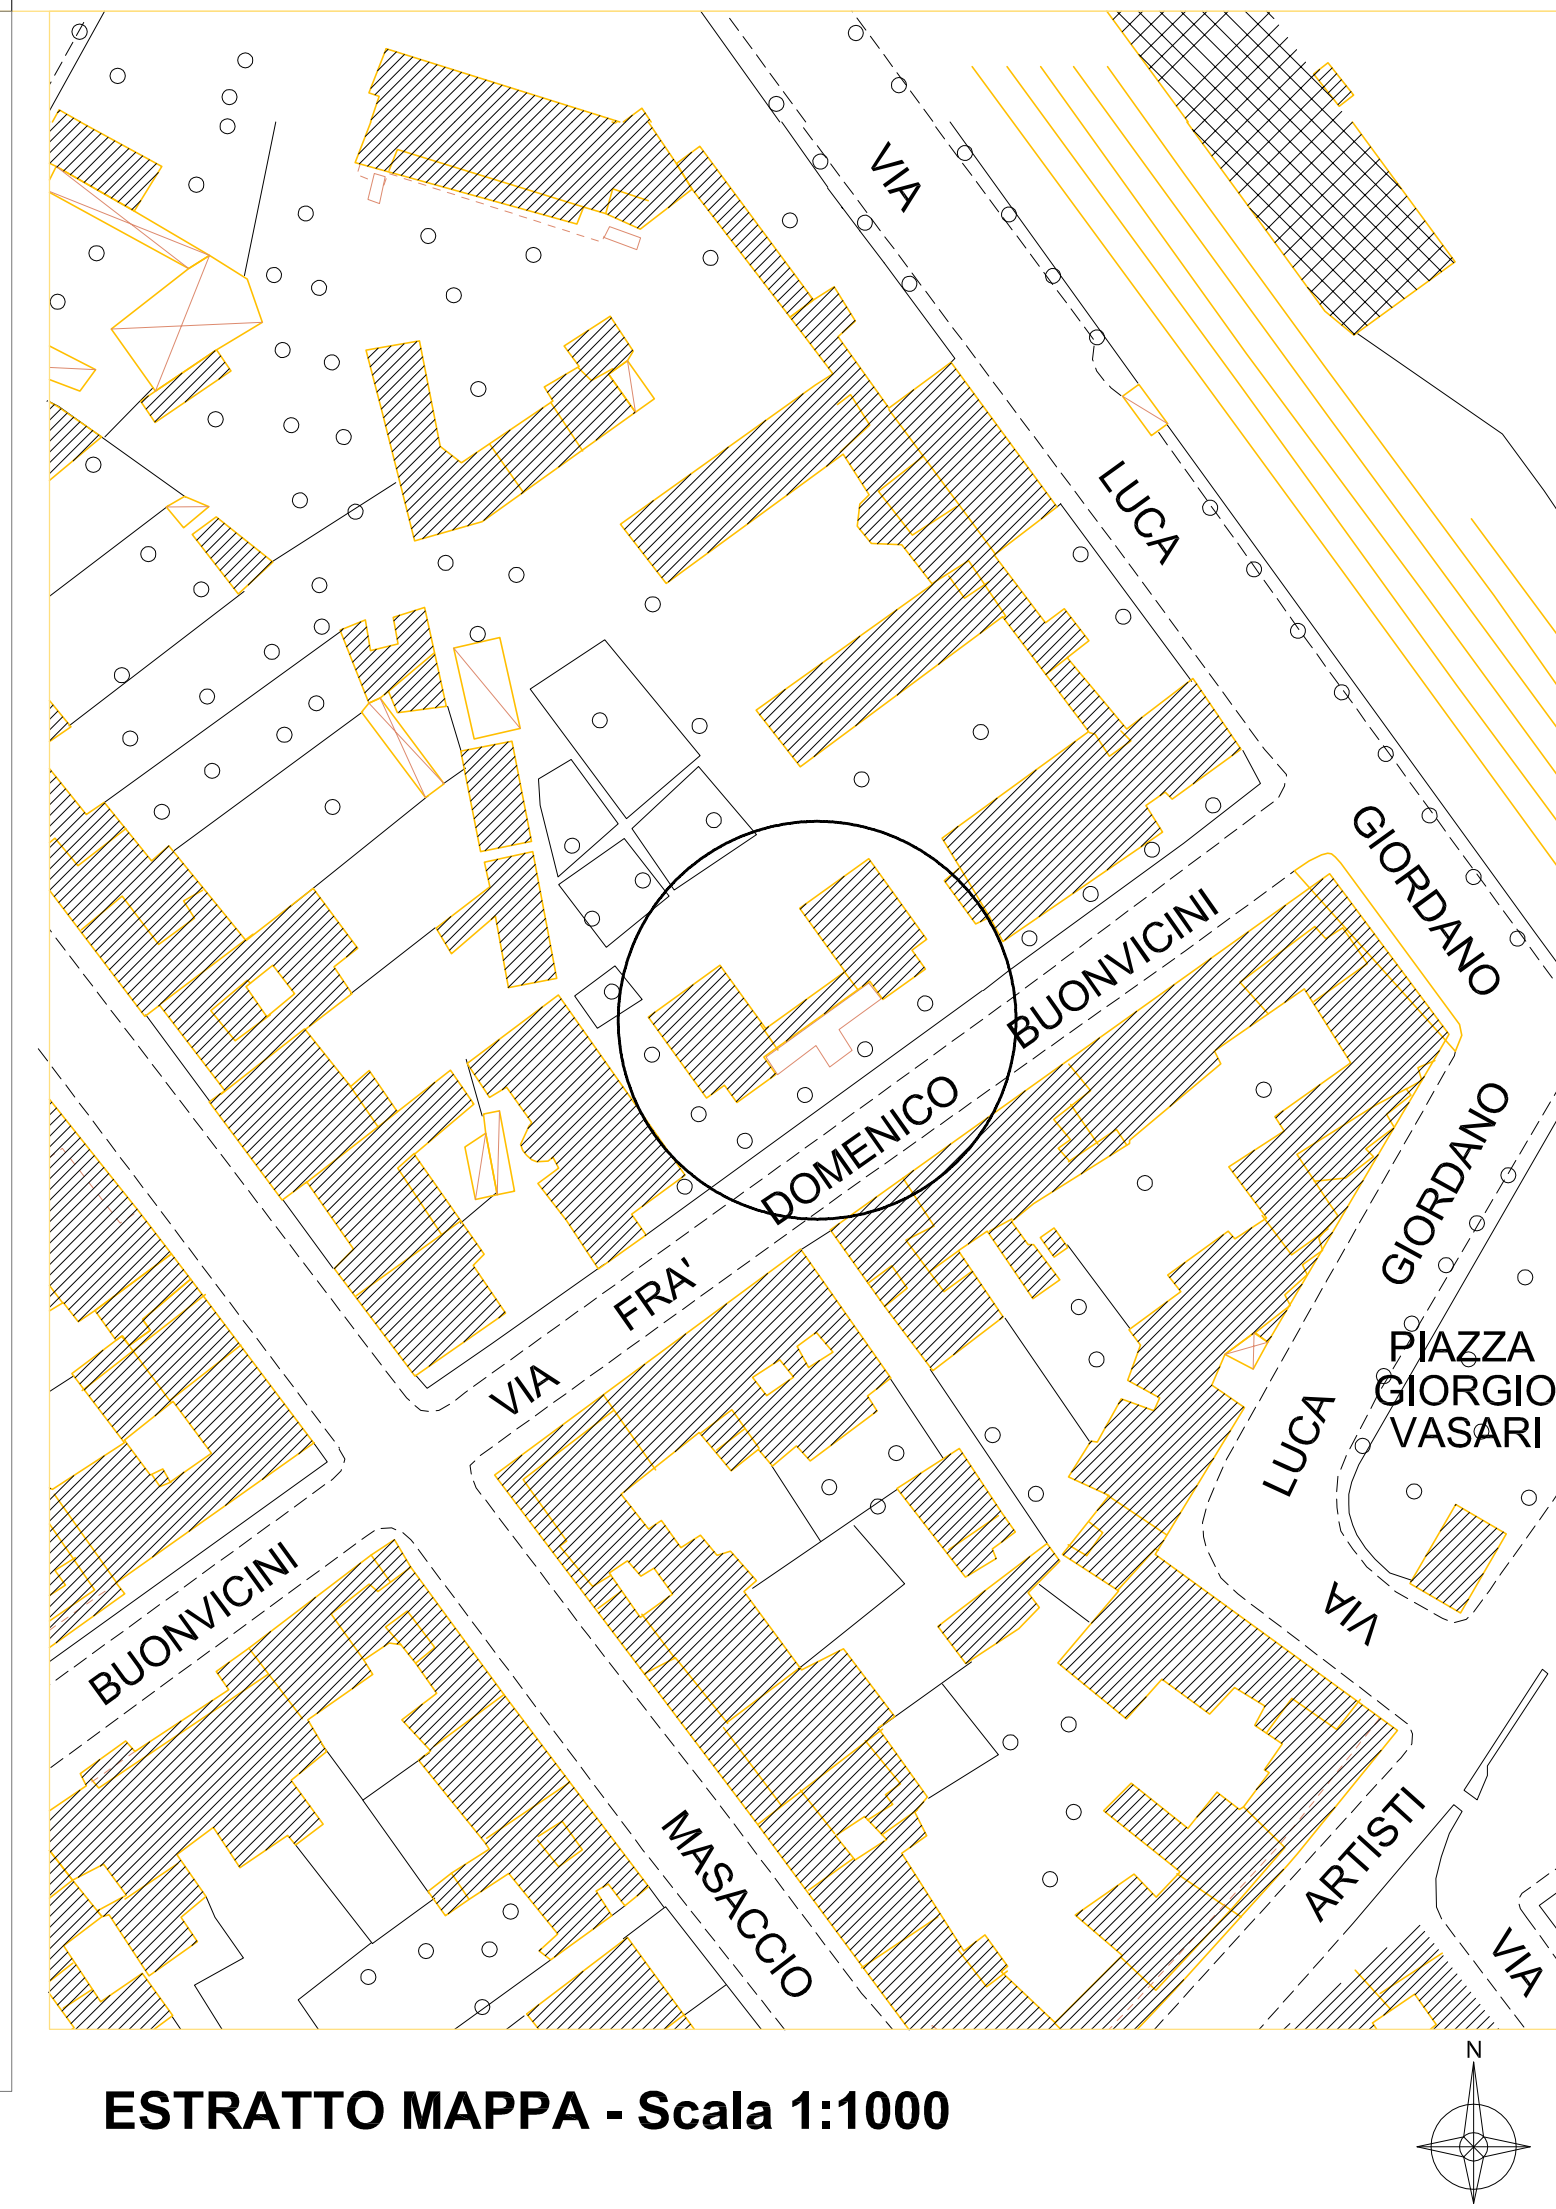 VIA
LUCA
GIORDANO
VIA
FRA'
DOMENICO
BUONVICINI
GIORDANO
LUCA
VIA
PIAZZA
GIORGIO
VASARI
BUONVICINI
MASACCIO
ARTISTI
VIA
N
ESTRATTO MAPPA - Scala 1:1000